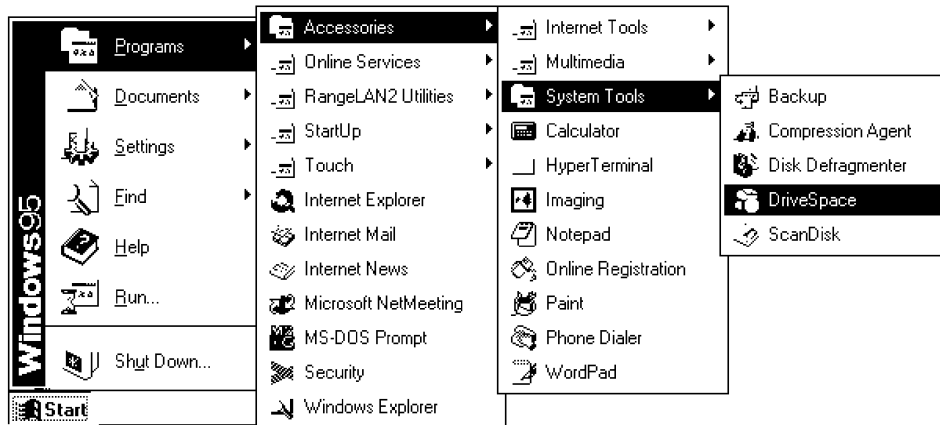 Programs
Documents
Settings
Find
Help
Run...
Shut Down...
Windows95
Start
Accessories
Online Services
RangeLAN2 Utilities
StartUp
Touch
Internet Explorer
Internet Mail
Internet News
Microsoft NetMeeting
MS-DOS Prompt
Security
Windows Explorer
Internet Tools
Multimedia
System Tools
Calculator
HyperTerminal
Imaging
Notepad
Online Registration
Paint
Phone Dialer
WordPad
Backup
Compression Agent
Disk Defragmenter
DriveSpace
ScanDisk